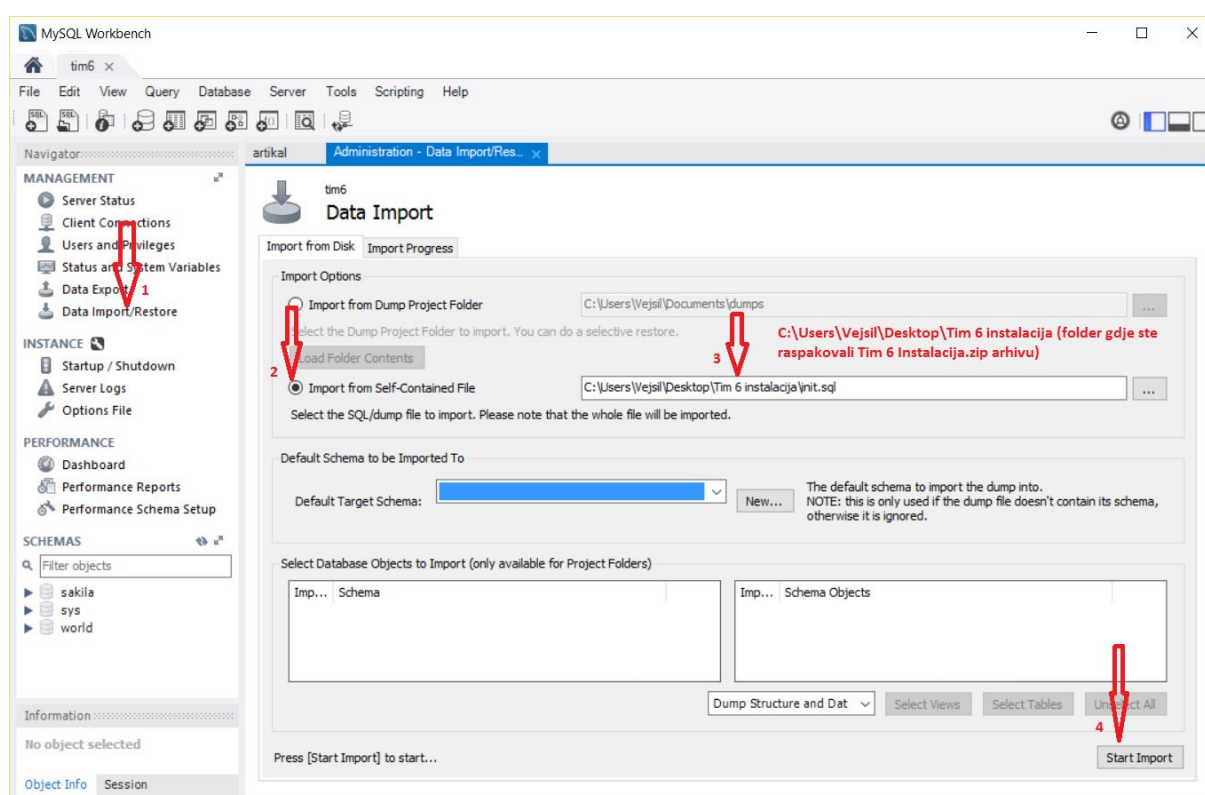 MySQL Workbench
tim6
File Edit View Query Database Server Tools Scripting Help
Navigator
MANAGEMENT
Server Status
Client Connections
Users and Privileges
Status and System Variables
Data Export
1
Data Import/Restore
INSTANCE
Startup / Shutdown
Server Logs
Options File
PERFORMANCE
Dashboard
Performance Reports
Performance Schema Setup
SCHEMAS
Filter objects
sakila
sys
world
Information
No object selected
Object Info Session
artikal Administration - Data Import/Res...
tim6
Data Import
Import from Disk Import Progress
Import Options
Import from Dump Project Folder C:\Users\Vejsil\Documents\dumps ...
Select the Dump Project Folder to import. You can do a selective restore.
C:\Users\Vejsil\Desktop\Tim 6 instalacija (folder gdje ste
raspakovali Tim 6 Instalacija.zip arhivu)
Load Folder Contents
3
2
Import from Self-Contained File C:\Users\Vejsil\Desktop\Tim 6 instalacija\init.sql ...
Select the SQL/dump file to import. Please note that the whole file will be imported.
Default Schema to be Imported To
Default Target Schema: New...
The default schema to import the dump into.
NOTE: this is only used if the dump file doesn't contain its schema,
otherwise it is ignored.
Select Database Objects to Import (only available for Project Folders)
Imp... Schema Imp... Schema Objects
Dump Structure and Dat Select Views Select Tables Unselect All
4
Press [Start Import] to start... Start Import